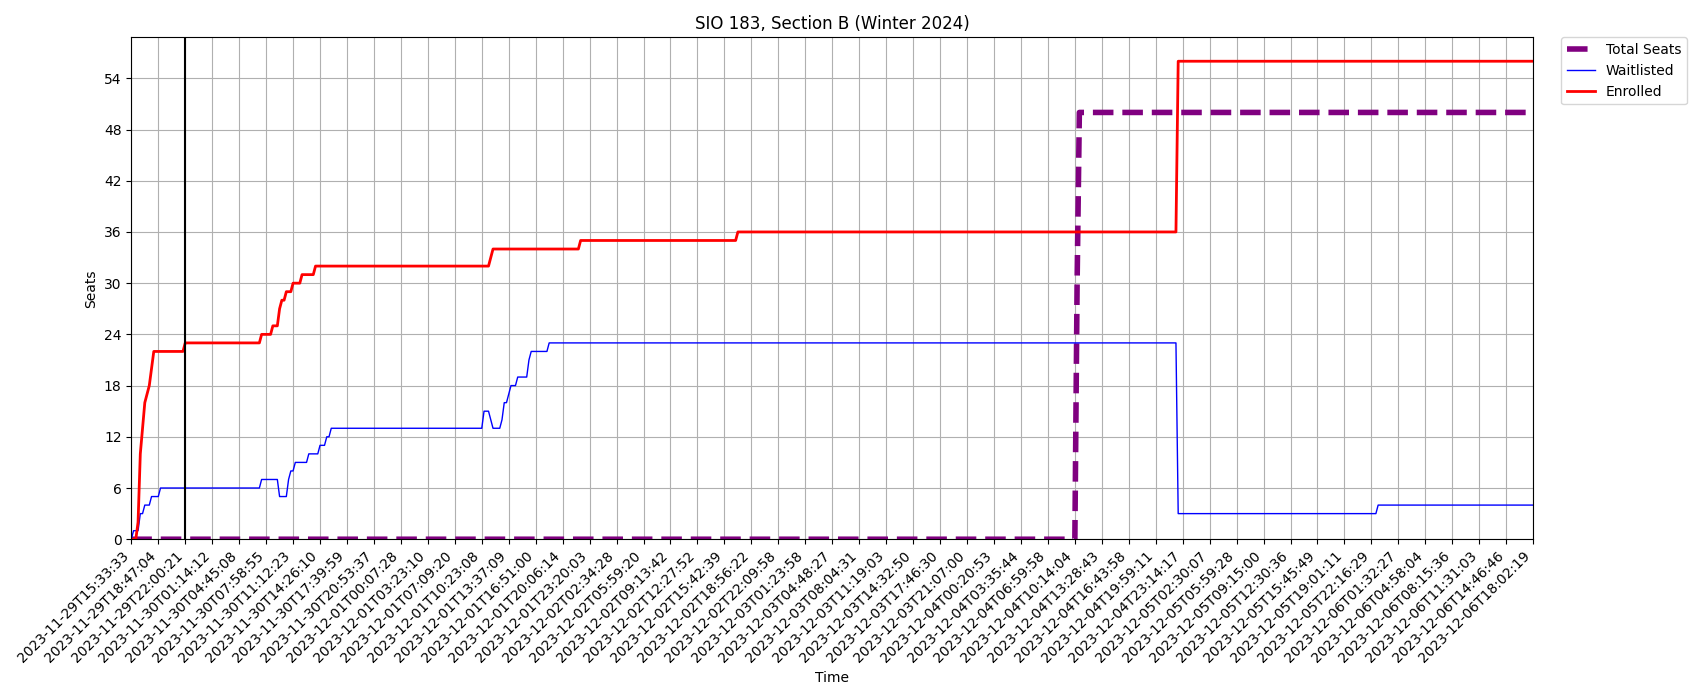 SIO 183, Section B (Winter 2024)
Total Seats
Waitlisted
Enrolled
Seats
54
48
42
36
30
24
18
12
6
0
2023-11-29T15:33:33
2023-11-29T18:47:04
2023-11-29T22:00:21
2023-11-30T01:14:12
2023-11-30T04:45:08
2023-11-30T07:58:55
2023-11-30T11:12:23
2023-11-30T14:26:10
2023-11-30T17:39:59
2023-11-30T20:53:37
2023-12-01T00:07:28
2023-12-01T03:23:10
2023-12-01T07:09:20
2023-12-01T10:23:08
2023-12-01T13:37:09
2023-12-01T16:51:00
2023-12-01T20:06:14
2023-12-01T23:20:03
2023-12-02T02:34:28
2023-12-02T05:59:20
2023-12-02T09:13:42
2023-12-02T12:27:52
2023-12-02T15:42:39
2023-12-02T18:56:22
2023-12-02T22:09:58
2023-12-03T01:23:58
2023-12-03T04:48:27
2023-12-03T08:04:31
2023-12-03T11:19:03
2023-12-03T14:32:50
2023-12-03T17:46:30
2023-12-03T21:07:00
2023-12-04T00:20:53
2023-12-04T03:35:44
2023-12-04T06:59:58
2023-12-04T10:14:04
2023-12-04T13:28:43
2023-12-04T16:43:58
2023-12-04T19:59:11
2023-12-04T23:14:17
2023-12-05T02:30:07
2023-12-05T05:59:28
2023-12-05T09:15:00
2023-12-05T12:30:36
2023-12-05T15:45:49
2023-12-05T19:01:11
2023-12-05T22:16:29
2023-12-06T01:32:27
2023-12-06T04:58:04
2023-12-06T08:15:36
2023-12-06T11:31:03
2023-12-06T14:46:46
2023-12-06T18:02:19
Time